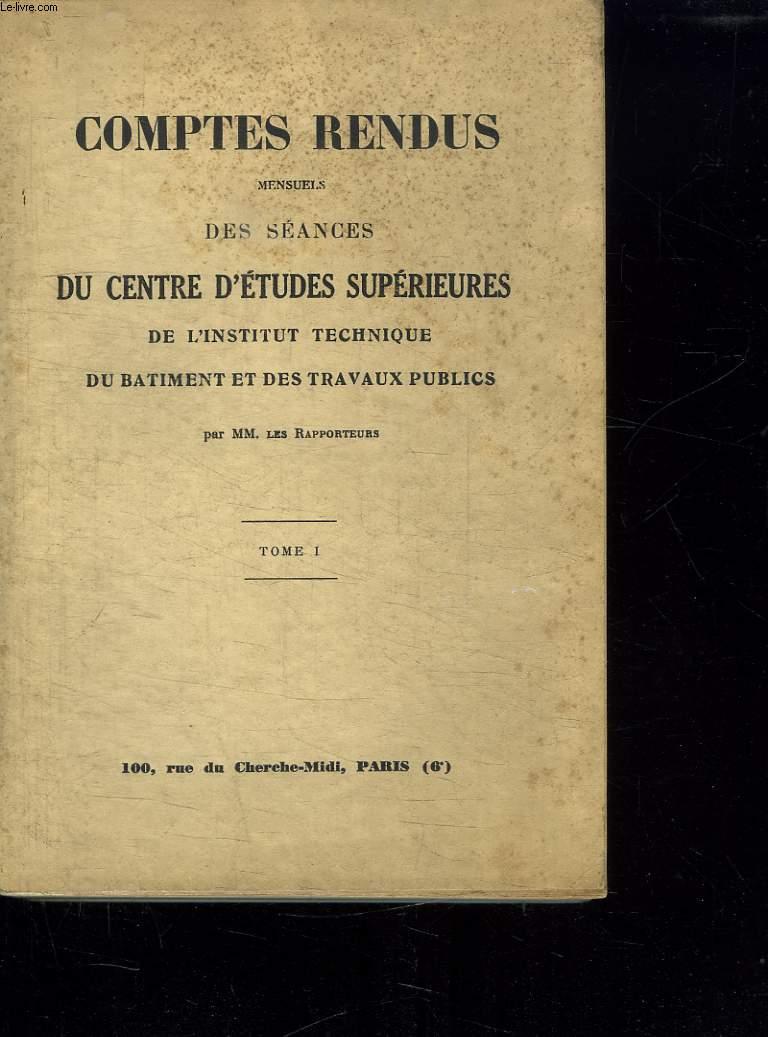 Le-livre.com
COMPTES RENDUS
MENSUELS
DES SÉANCES
DU CENTRE D'ÉTUDES SUPÉRIEURES
DE L'INSTITUT TECHNIQUE
DU BATIMENT ET DES TRAVAUX PUBLICS
par MM. LES RAPPORTEURS
TOME I
100, rue du Cherche-Midi, PARIS (6e)